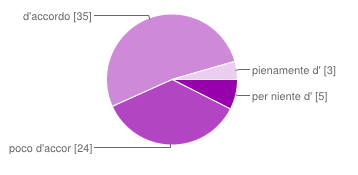 d'accordo [35]
pienamente d' [3]
per niente d' [5]
poco d'accor [24]